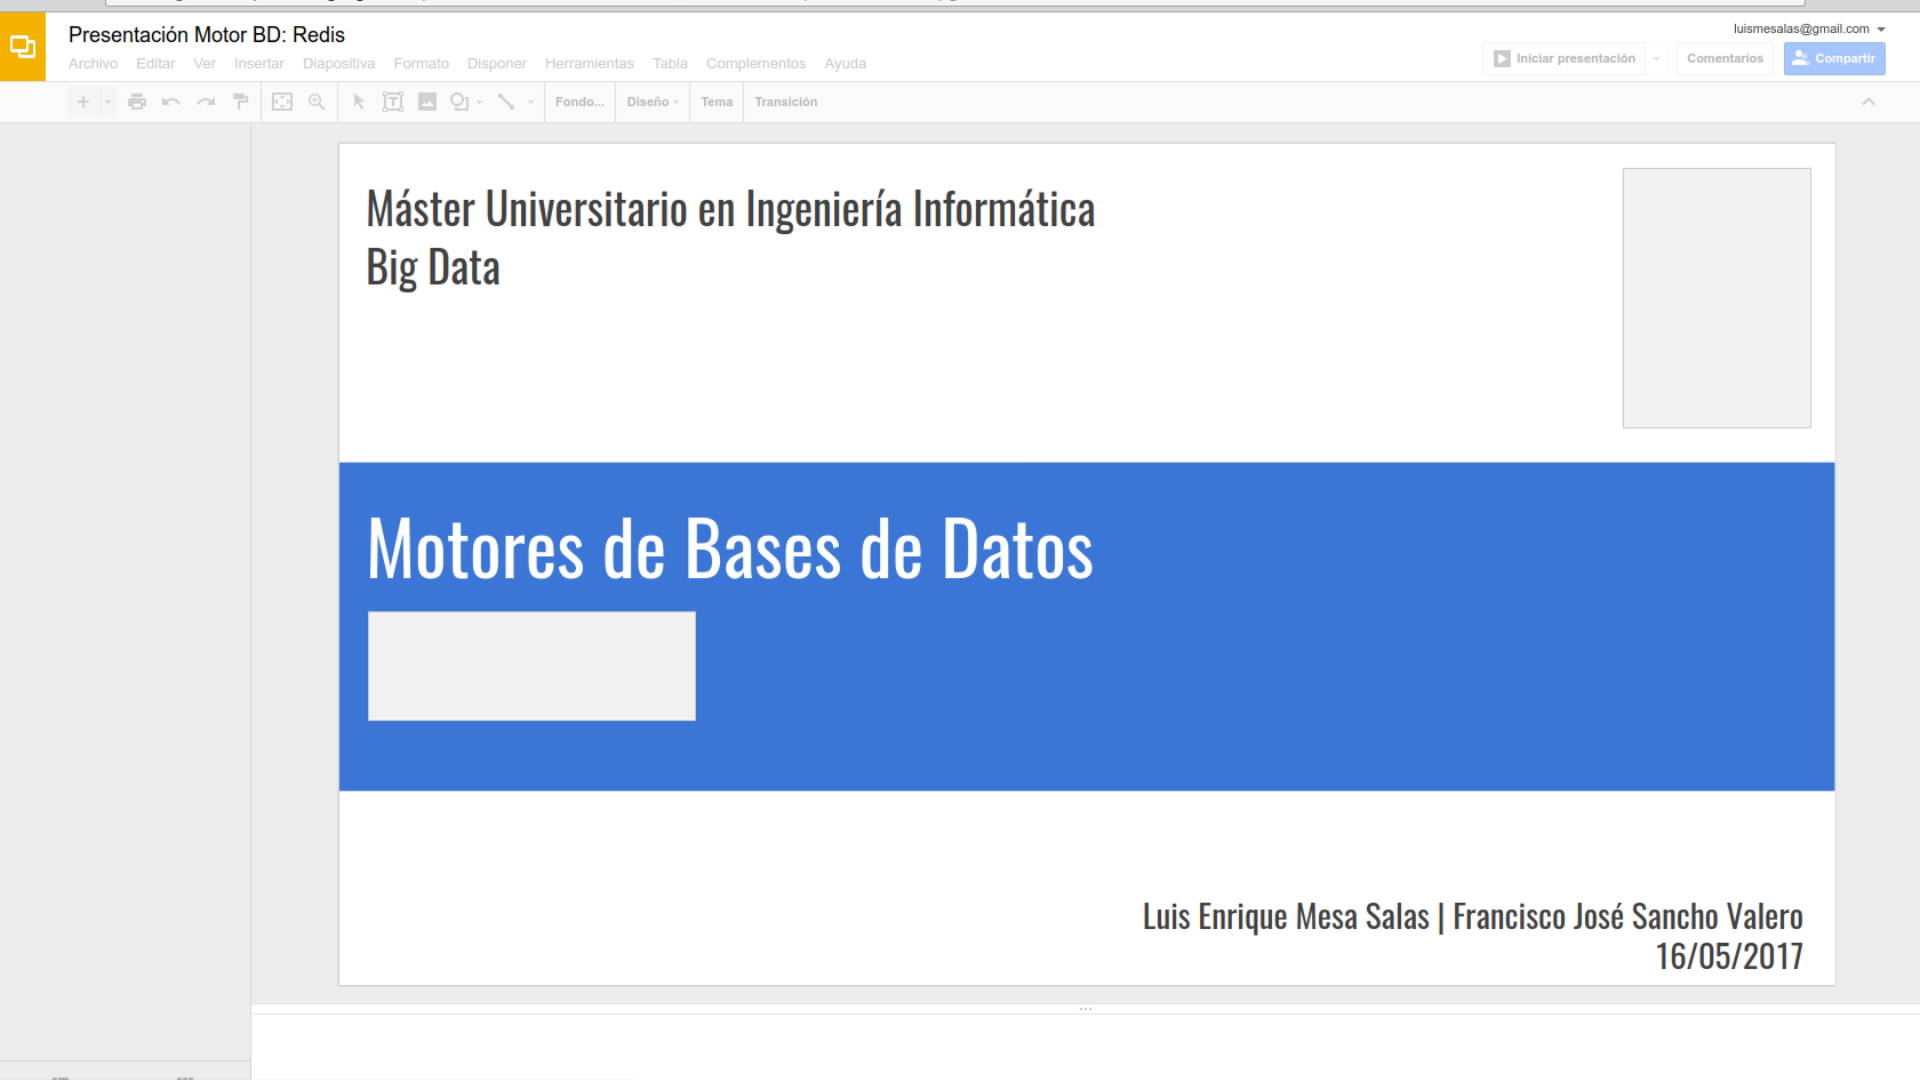 Presentación Motor BD: Redis
luismesalas@gmail.com
Archivo Editar Ver Insertar Diapositiva Formato Disponer Herramientas Tabla Complementos Ayuda
Iniciar presentación Comentarios Compartir
Fondo... Diseño Tema Transición
Máster Universitario en Ingeniería Informática
Big Data
Motores de Bases de Datos
Luis Enrique Mesa Salas | Francisco José Sancho Valero
16/05/2017